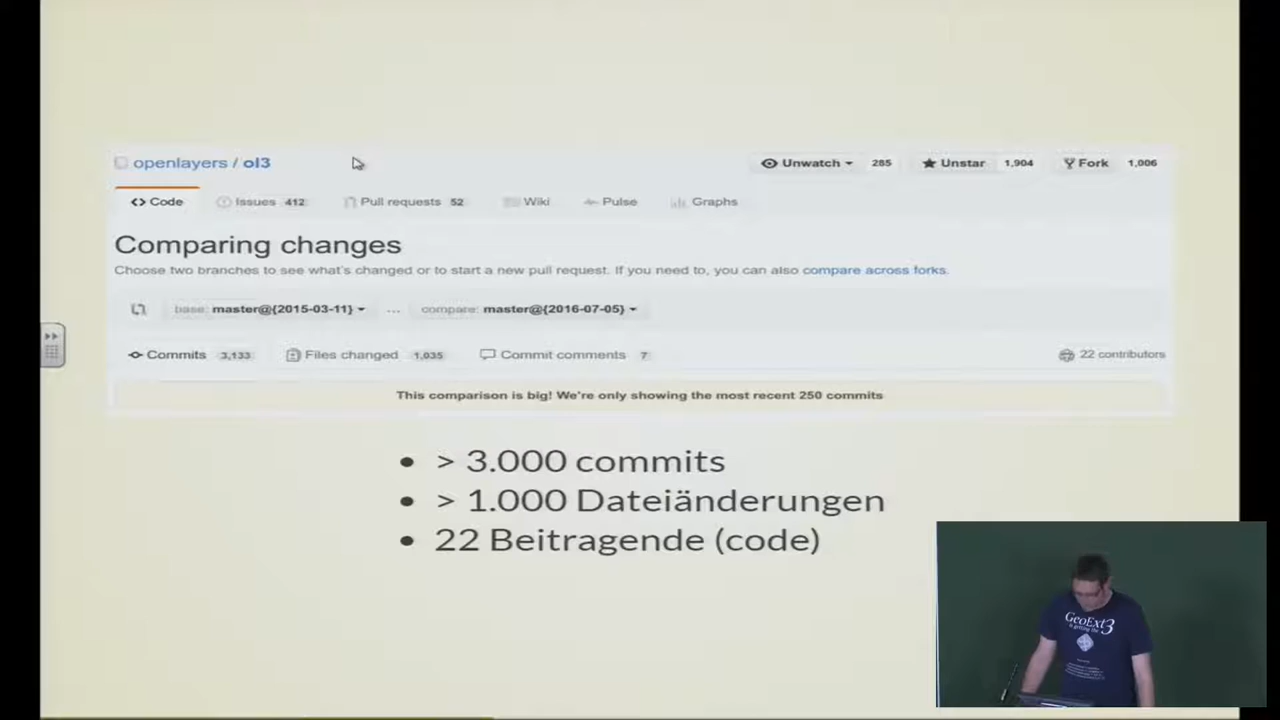 openlayers / ol3
Unwatch 285 Unstar 1,904 Fork 1,006
Code Issues 412 Pull requests 52 Wiki Pulse Graphs
Comparing changes
Choose two branches to see what's changed or to start a new pull request. If you need to, you can also compare across forks.
base: master@{2015-03-11} ... compare: master@{2016-07-05}
Commits 3,133 Files changed 1,035 Commit comments 7 22 contributors
This comparison is big! We're only showing the most recent 250 commits
• > 3.000 commits
• > 1.000 Dateiänderungen
• 22 Beitragende (code)
GeoExt3